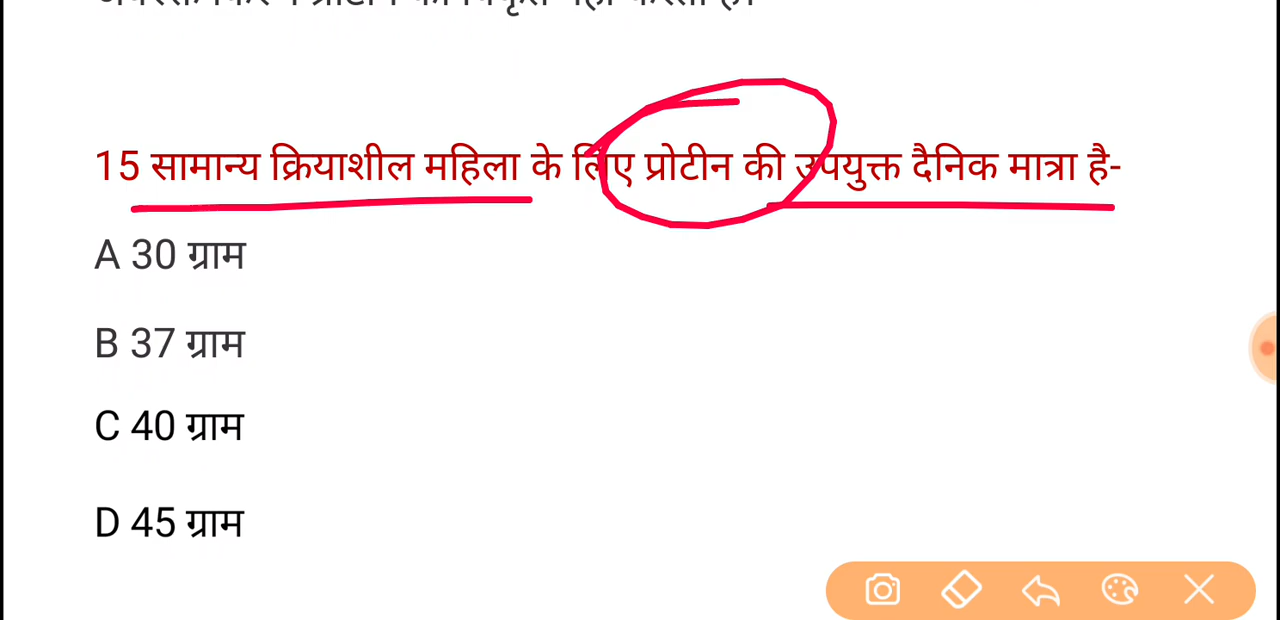 15 सामान्य क्रियाशील महिला के लिए प्रोटीन की उपयुक्त दैनिक मात्रा है-
A 30 ग्राम
B 37 ग्राम
C 40 ग्राम
D 45 ग्राम